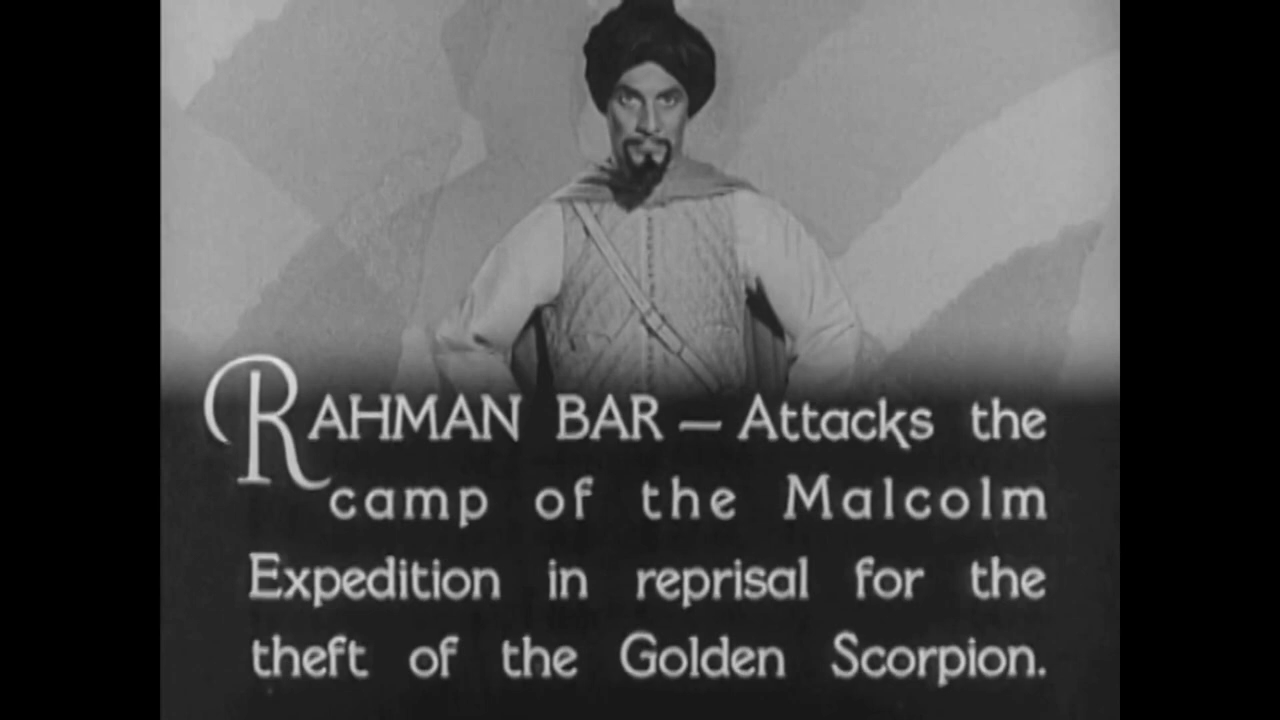 RAHMAN BAR — Attacks the
camp of the Malcolm
Expedition in reprisal for the
theft of the Golden Scorpion.